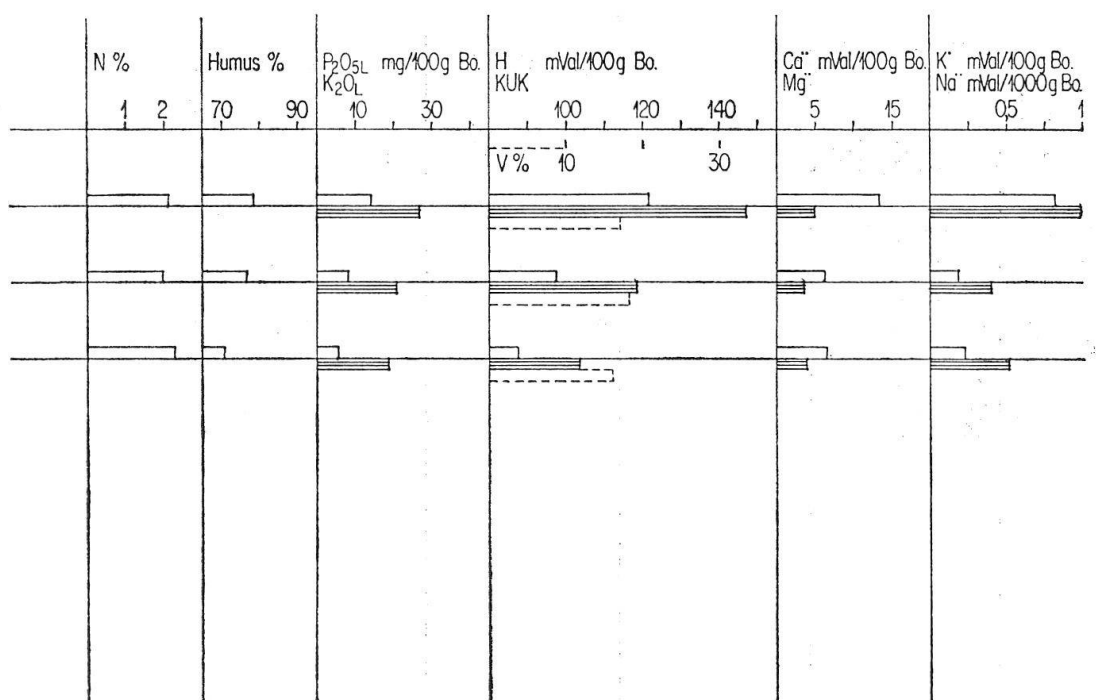 N %
Humus %
P₂O₅L mg/100g Bo.
K₂OL
H mVal/100g Bo.
KUK
Ca¨ mVal/100g Bo.
Mg¨
K˙ mVal/100g Bo.
Na¨ mVal/1000g Bo.
1 2
70 90
10 30
100 120 140
5 15
0,5 1
V % 10 30